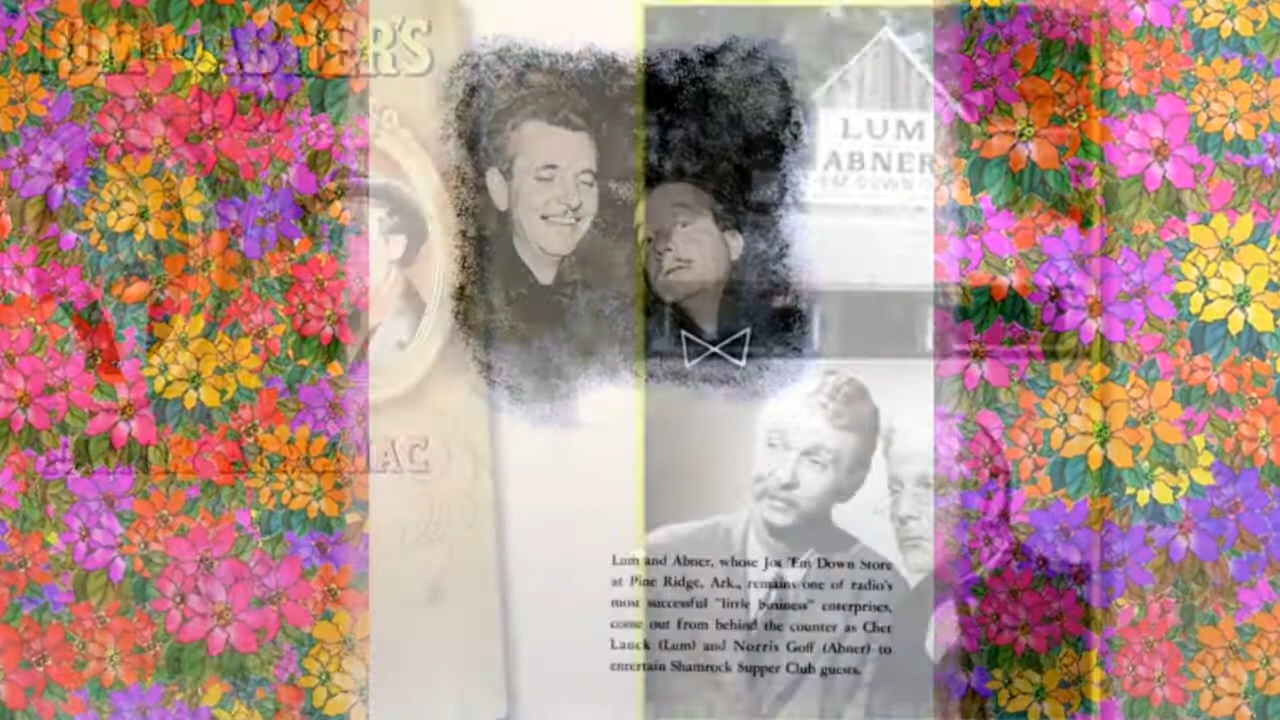 LUM
ABNER
Lum and Abner, whose Jot 'Em Down Store
at Pine Ridge, Ark., remains one of radio's
most successful "little business" enterprises,
come out from behind the counter as Chet
Lauck (Lum) and Norris Goff (Abner) to
entertain Shamrock Supper Club guests.